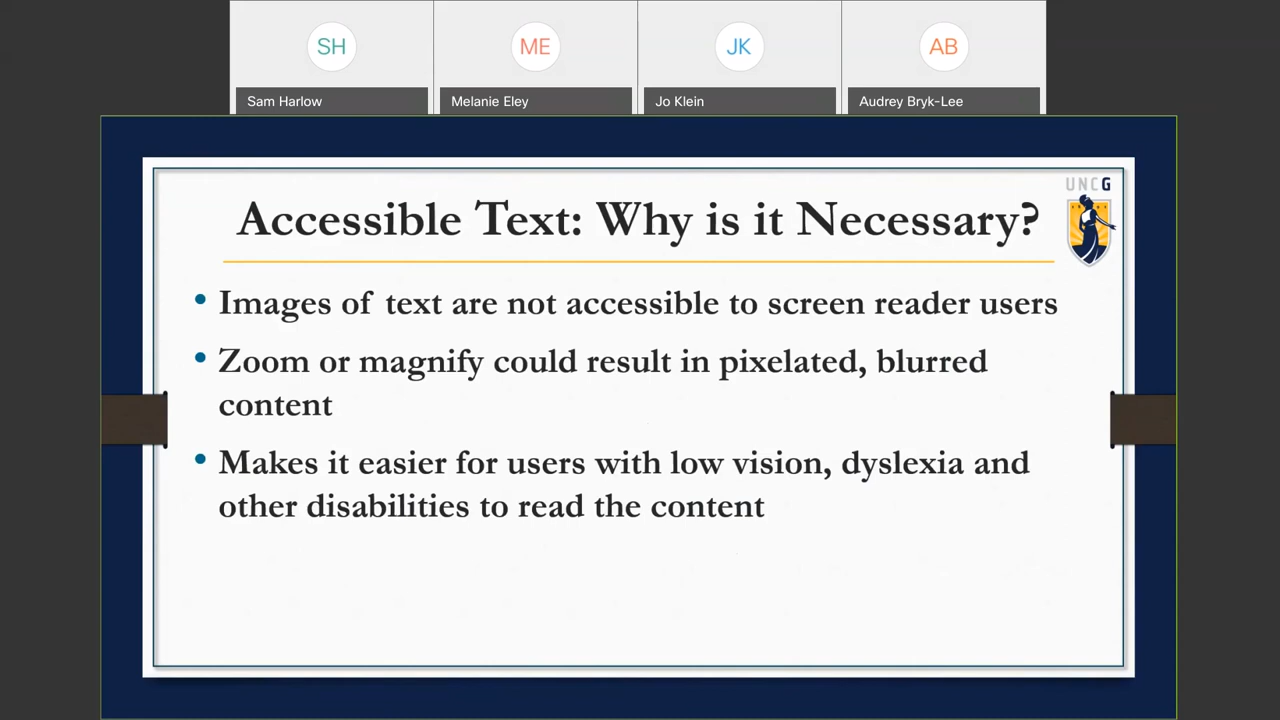 SH
ME
JK
AB
Sam Harlow
Melanie Eley
Jo Klein
Audrey Bryk-Lee
UNCG
Accessible Text: Why is it Necessary?
• Images of text are not accessible to screen reader users
• Zoom or magnify could result in pixelated, blurred
content
• Makes it easier for users with low vision, dyslexia and
other disabilities to read the content